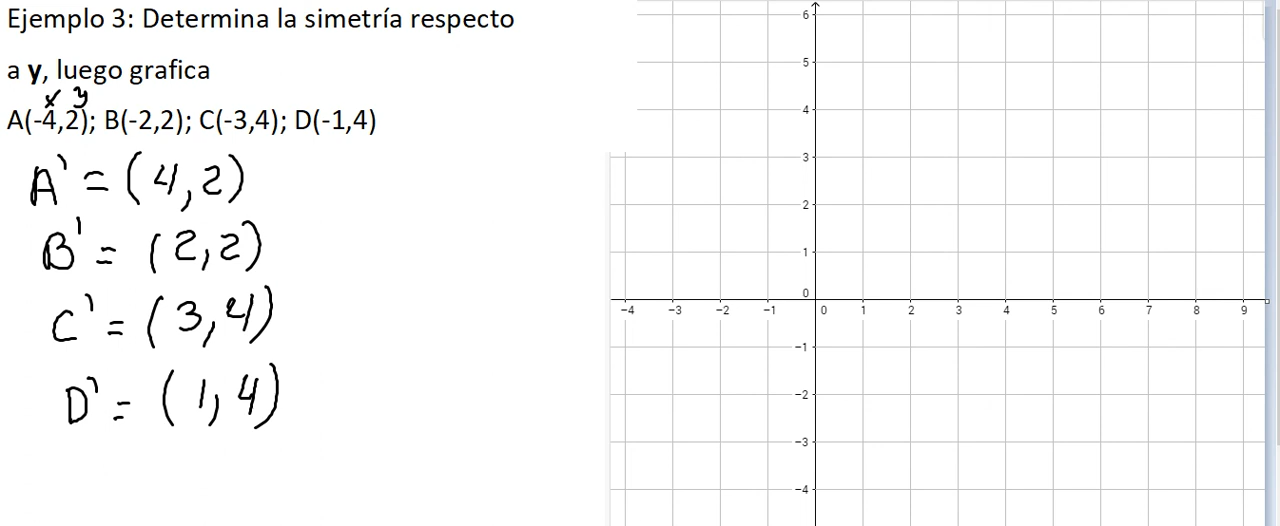 Ejemplo 3: Determina la simetría respecto
a y, luego grafica
x y
A(-4,2); B(-2,2); C(-3,4); D(-1,4)
A' = (4,2)
B' = (2,2)
C' = (3,4)
D' = (1,4)
6
5
4
3
2
1
0
−4 −3 −2 −1 0 1 2 3 4 5 6 7 8 9
−1
−2
−3
−4